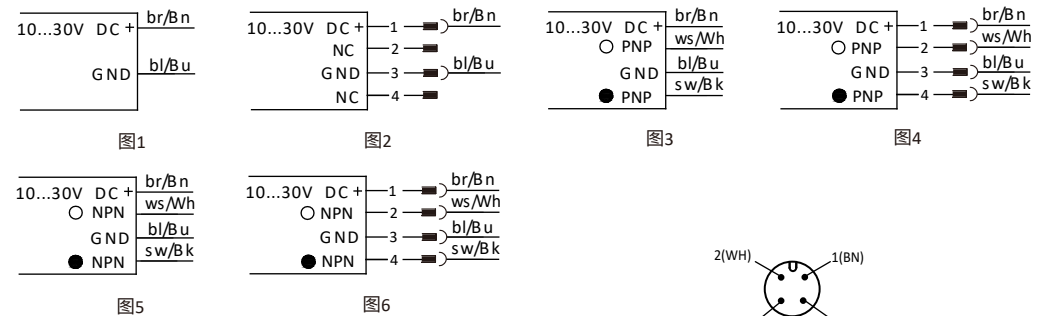 10...30V DC + br/Bn
GND bl/Bu
图1
10...30V DC + 1 br/Bn
NC 2
GND 3 bl/Bu
NC 4
图2
10...30V DC + br/Bn
PNP ws/Wh
GND bl/Bu
PNP sw/Bk
图3
10...30V DC + 1 br/Bn
PNP 2 ws/Wh
GND 3 bl/Bu
PNP 4 sw/Bk
图4
10...30V DC + br/Bn
NPN ws/Wh
GND bl/Bu
NPN sw/Bk
图5
10...30V DC + 1 br/Bn
NPN 2 ws/Wh
GND 3 bl/Bu
NPN 4 sw/Bk
图6
2(WH) 1(BN)